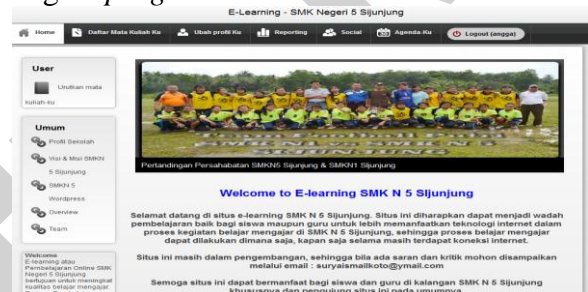 E-Learning - SMK Negeri 5 Sijunjung
Home Daftar Mata Kuliah Ku Ubah profil Ku Reporting Social Agenda-Ku Logout (angga)
User
Urutkan mata
kuliah-ku
Umum
Profil Sekolah
Visi & Misi SMKN
5 Sijunjung
SMKN 5
Wordpress
Overview
Team
Welcome
E-learning atau
Pembelajaran Online SMK
Negeri 5 Sijunjung
bertujuan untuk meningkat
kualitas belajar mengajar.
Pertandingan Persahabatan SMKN5 Sijunjung & SMKN1 Sijunjung
Welcome to E-learning SMK N 5 SIjunjung
Selamat datang di situs e-learning SMK N 5 Sijunjung. Situs ini diharapkan dapat menjadi wadah
pembelajaran baik bagi siswa maupun guru untuk lebih memanfaatkan teknologi internet dalam
proses kegiatan belajar mengajar di SMK N 5 Sijunjung, sehingga proses belajar mengajar
dapat dilakukan dimana saja, kapan saja selama masih terdapat koneksi internet.
Situs ini masih dalam pengembangan, sehingga bila ada saran dan kritik mohon disampaikan
melalui email : suryaismailkoto@ymail.com
Semoga situs ini dapat bermanfaat bagi siswa dan guru di kalangan SMK N 5 Sijunjung
khususnya dan pengunjung situs ini pada umumnya